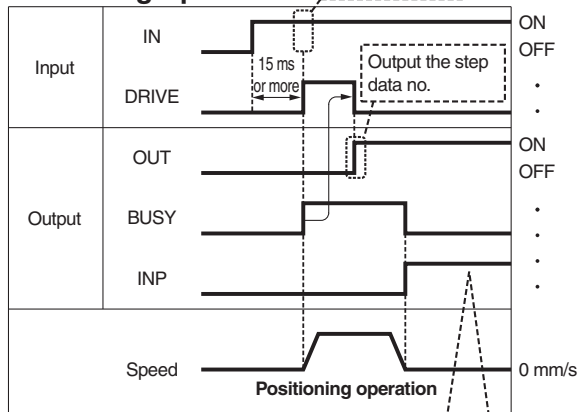 IN
ON
OFF
Input
15 ms
or more
Output the step
data no.
DRIVE
OUT
ON
OFF
Output
BUSY
INP
Speed
0 mm/s
Positioning operation